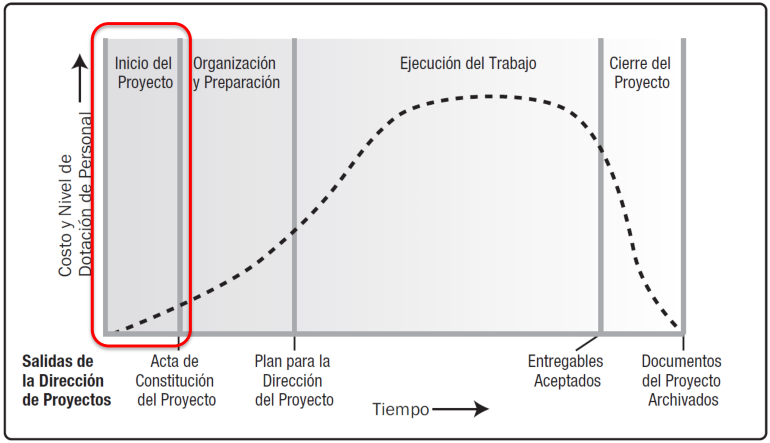 Inicio del
Proyecto
Organización
y Preparación
Ejecución del Trabajo
Cierre del
Proyecto
Costo y Nivel de
Dotación de Personal
Salidas de
la Dirección
de Proyectos
Acta de
Constitución
del Proyecto
Plan para la
Dirección
del Proyecto
Entregables
Aceptados
Documentos
del Proyecto
Archivados
Tiempo